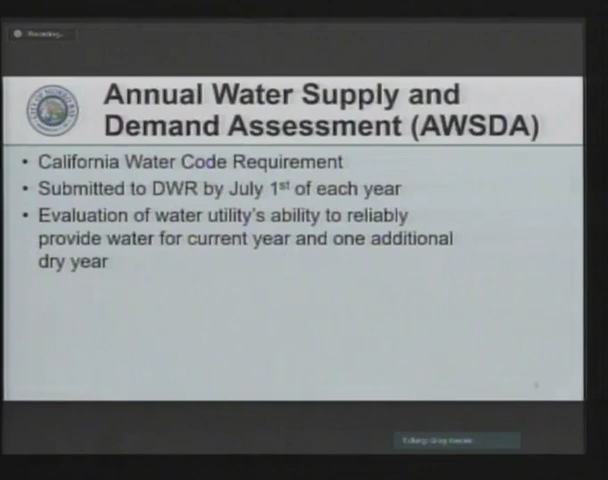 Recording...
Annual Water Supply and
Demand Assessment (AWSDA)
• California Water Code Requirement
• Submitted to DWR by July 1st of each year
• Evaluation of water utility's ability to reliably
provide water for current year and one additional
dry year